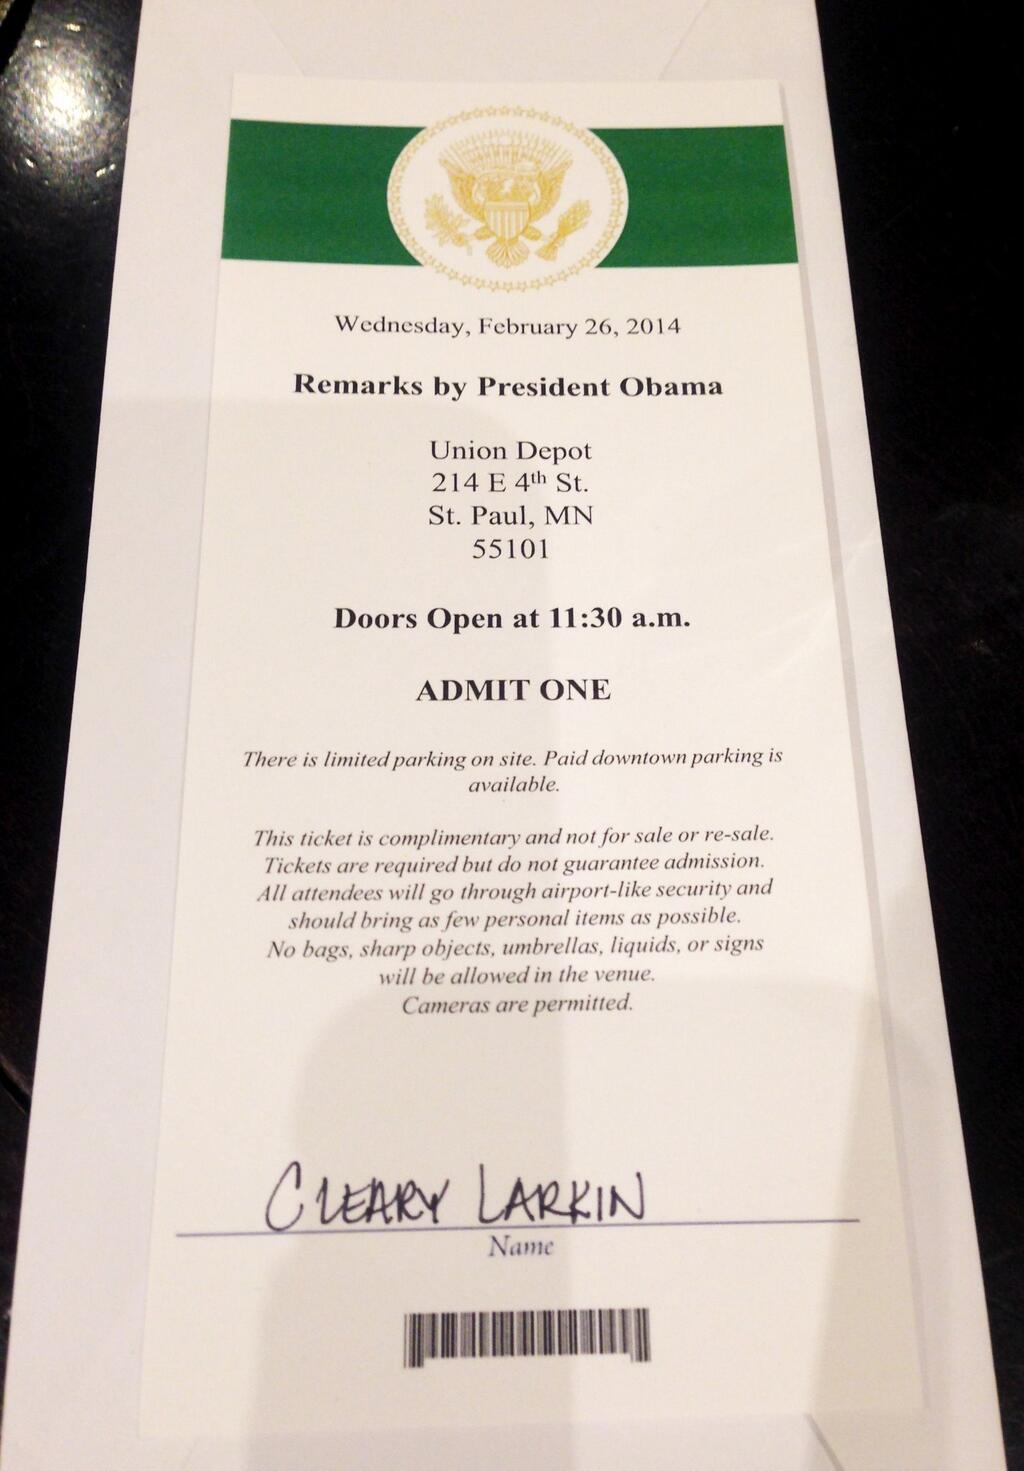 Wednesday, February 26, 2014
Remarks by President Obama
Union Depot
214 E 4th St.
St. Paul, MN
55101
Doors Open at 11:30 a.m.
ADMIT ONE
There is limited parking on site. Paid downtown parking is
available.
This ticket is complimentary and not for sale or re-sale.
Tickets are required but do not guarantee admission.
All attendees will go through airport-like security and
should bring as few personal items as possible.
No bags, sharp objects, umbrellas, liquids, or signs
will be allowed in the venue.
Cameras are permitted.
CLEARY LARKIN
Name